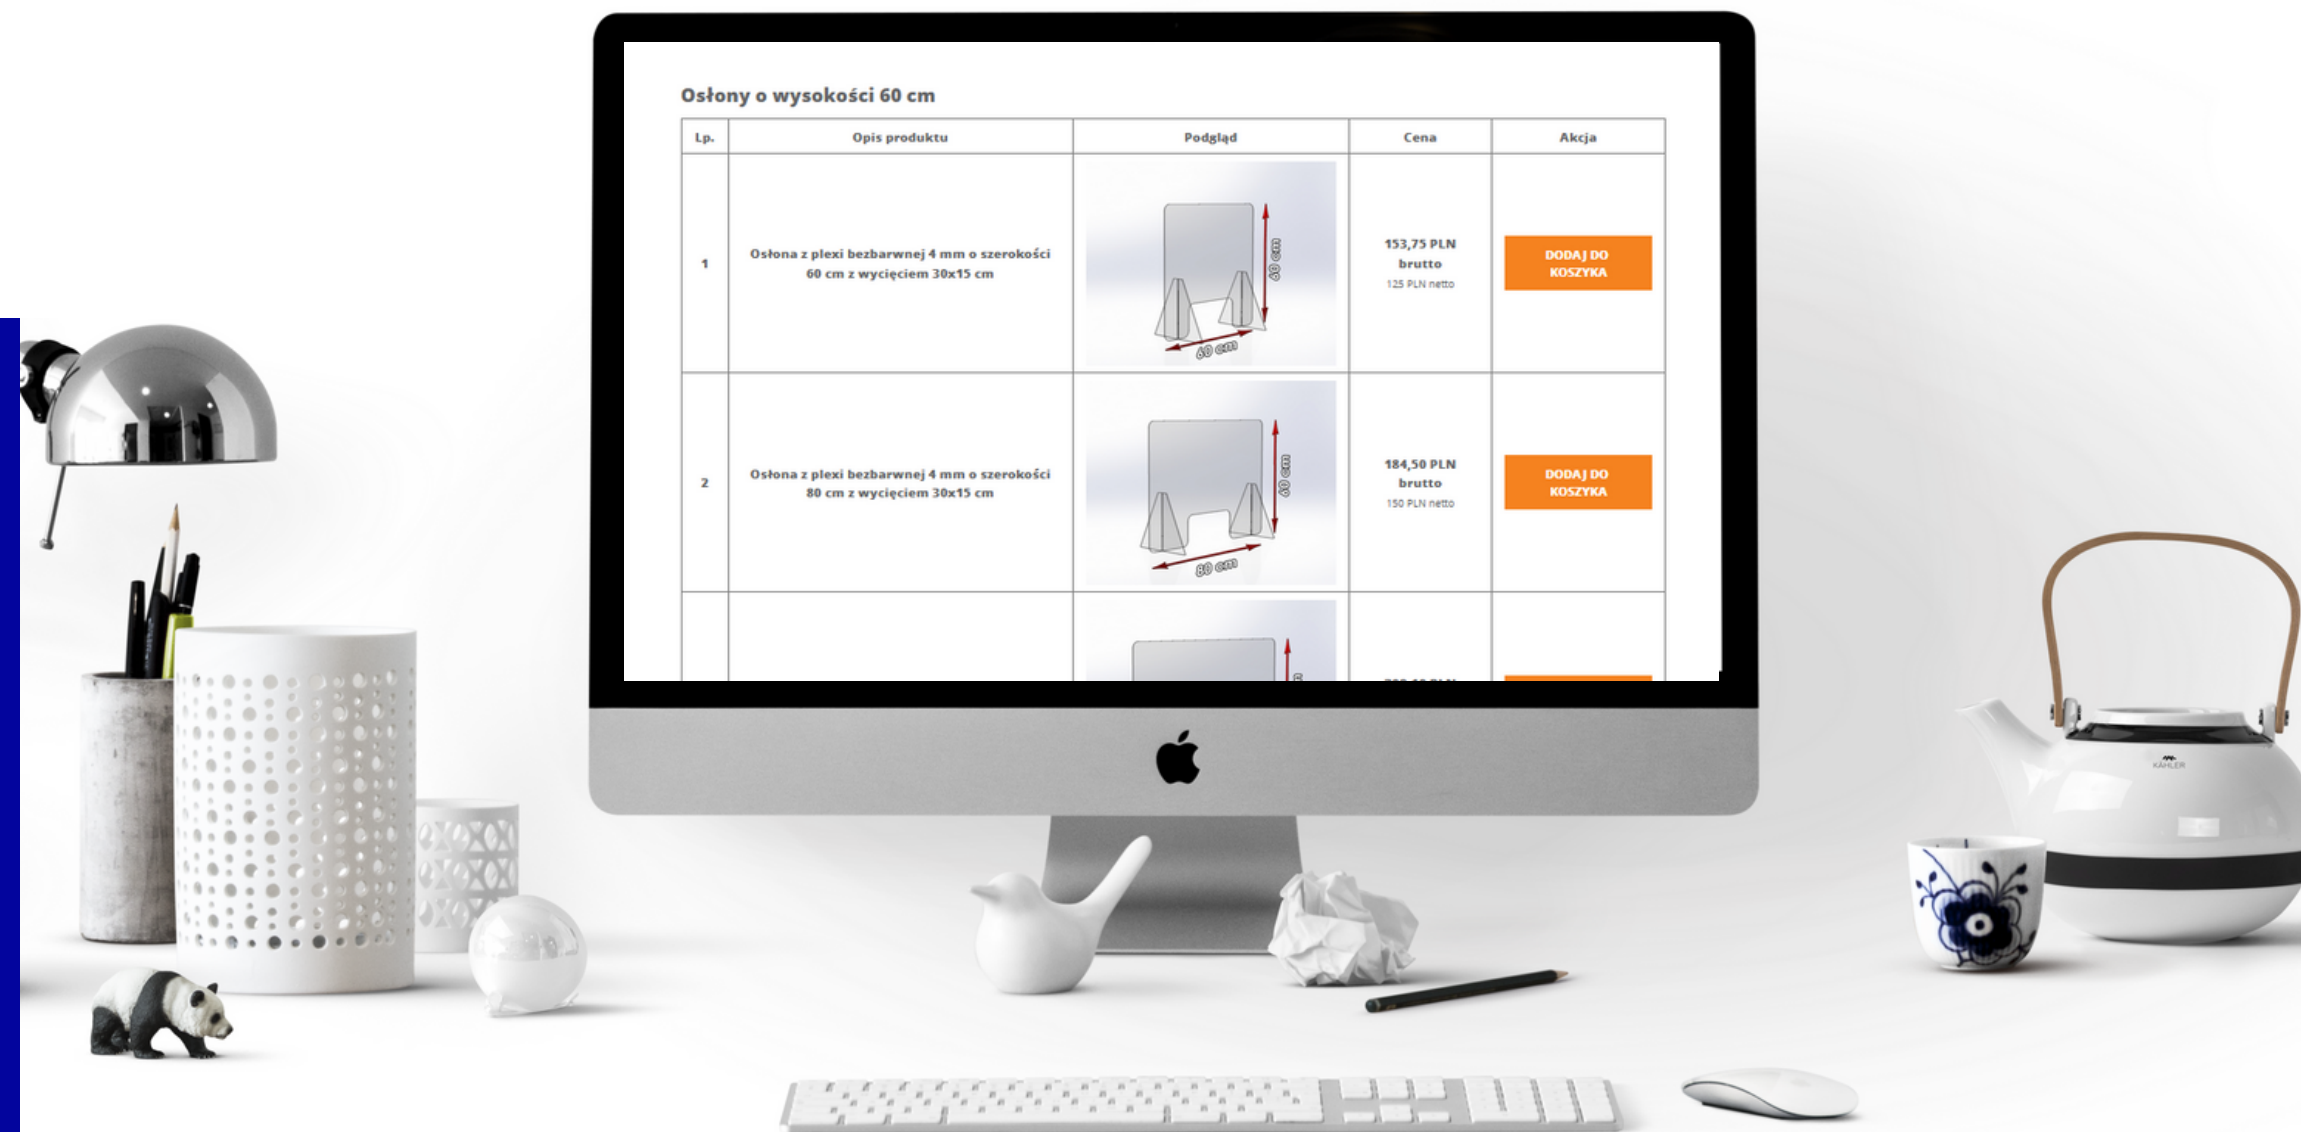 Osłony o wysokości 60 cm
Lp. Opis produktu Podgląd Cena Akcja
1
Osłona z plexi bezbarwnej 4 mm o szerokości
60 cm z wycięciem 30x15 cm
60 cm
60 cm
153,75 PLN
brutto
125 PLN netto
DODAJ DO
KOSZYKA
2
Osłona z plexi bezbarwnej 4 mm o szerokości
80 cm z wycięciem 30x15 cm
60 cm
80 cm
184,50 PLN
brutto
150 PLN netto
DODAJ DO
KOSZYKA
KÄHLER